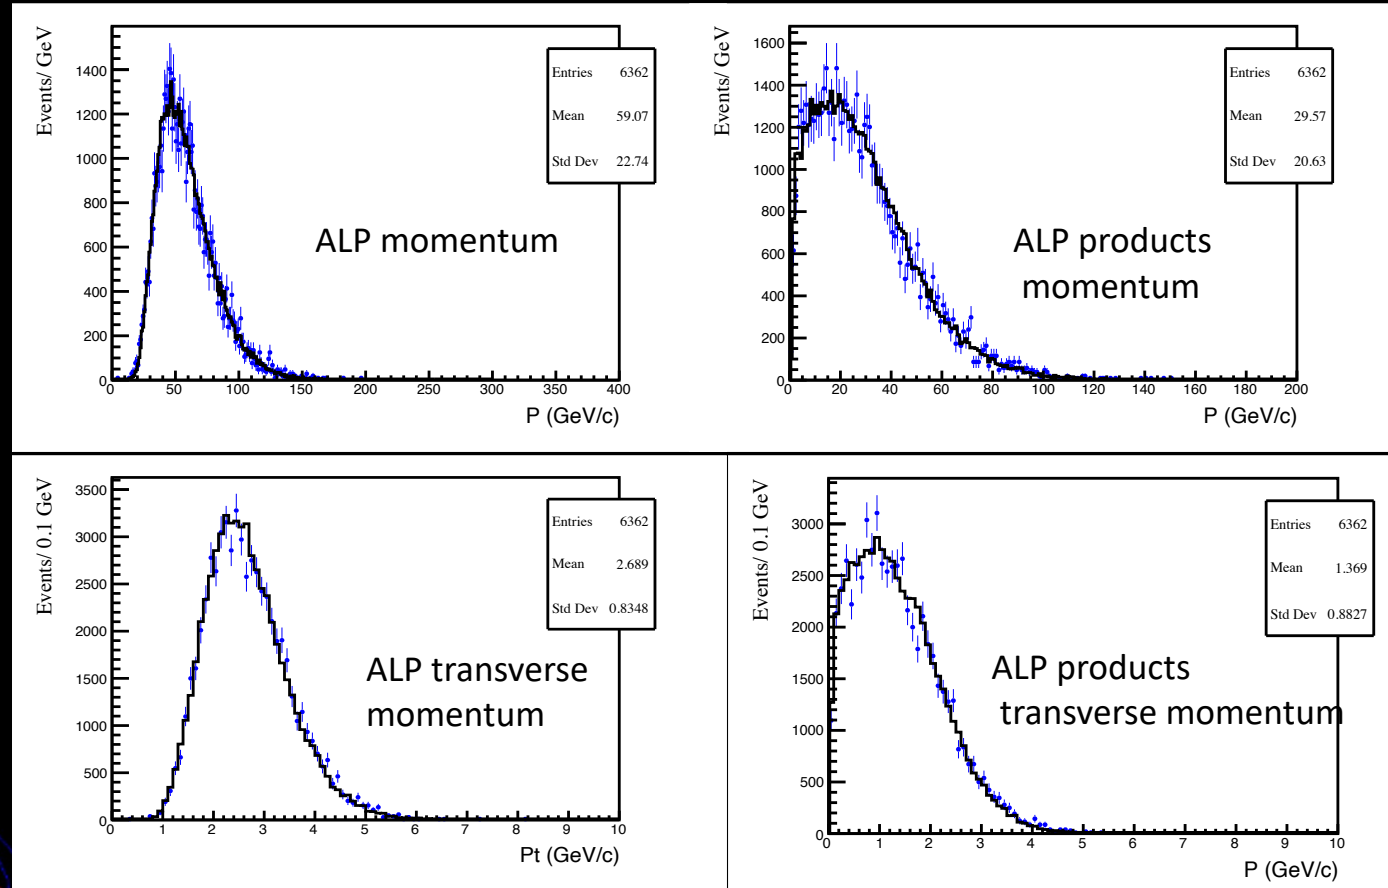 Events/ GeV
1400
1200
1000
800
600
400
200
0
0 50 100 150 200 250 300 350 400
P (GeV/c)
Entries 6362
Mean 59.07
Std Dev 22.74
ALP momentum
Events/ GeV
1600
1400
1200
1000
800
600
400
200
0
0 20 40 60 80 100 120 140 160 180 200
P (GeV/c)
Entries 6362
Mean 29.57
Std Dev 20.63
ALP products
momentum
Events/ 0.1 GeV
3500
3000
2500
2000
1500
1000
500
0
0 1 2 3 4 5 6 7 8 9 10
Pt (GeV/c)
Entries 6362
Mean 2.689
Std Dev 0.8348
ALP transverse
momentum
Events/ 0.1 GeV
3000
2500
2000
1500
1000
500
0
0 1 2 3 4 5 6 7 8 9 10
P (GeV/c)
Entries 6362
Mean 1.369
Std Dev 0.8827
ALP products
transverse momentum